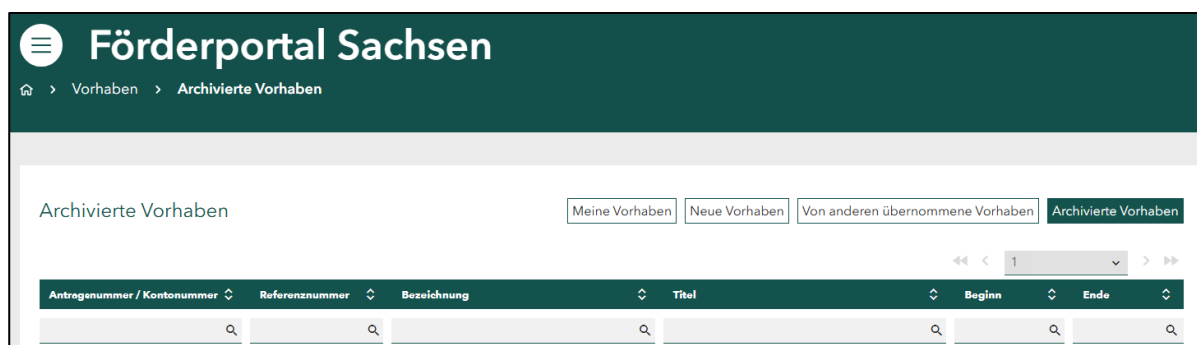 Förderportal Sachsen
Vorhaben > Archivierte Vorhaben
Archivierte Vorhaben
Meine Vorhaben Neue Vorhaben Von anderen übernommene Vorhaben Archivierte Vorhaben
1
Antragsnummer / Kontonummer Referenznummer Bezeichnung Titel Beginn Ende